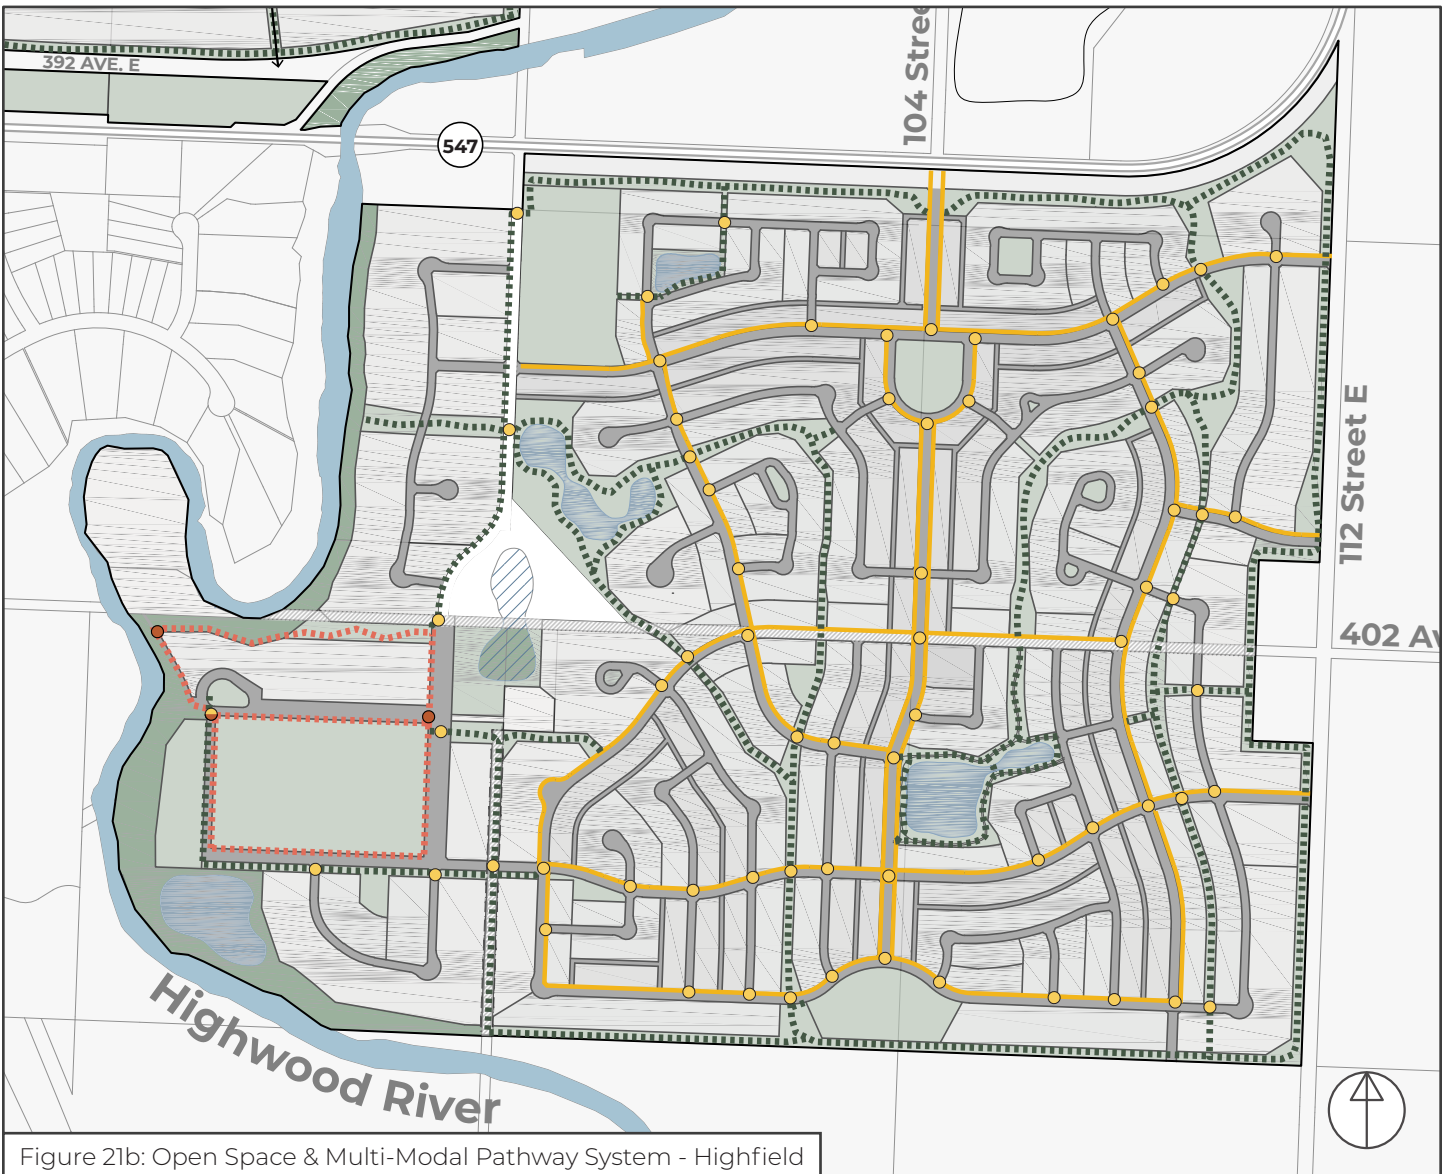 392 AVE. E
547
104 Stree
112 Street E
402 Av
Highwood River
Figure 21b: Open Space & Multi-Modal Pathway System - Highfield